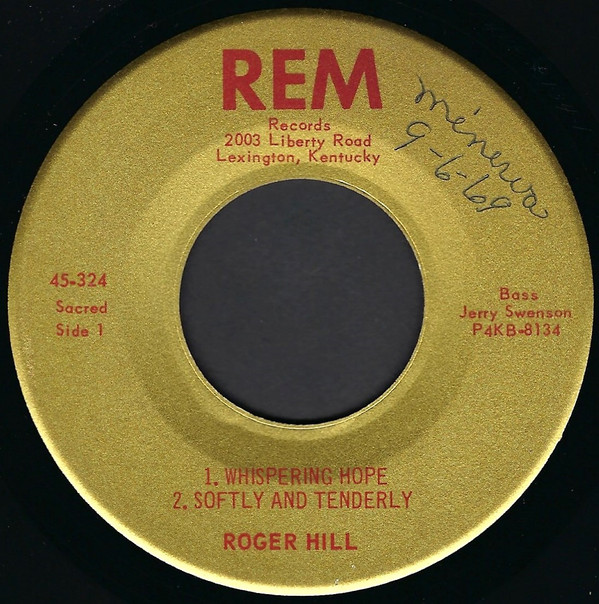 REM
Records
2003 Liberty Road
Lexington, Kentucky
minerva
9-6-69
45-324
Sacred
Side 1
Bass
Jerry Swenson
P4KB-8134
1. WHISPERING HOPE
2. SOFTLY AND TENDERLY
ROGER HILL